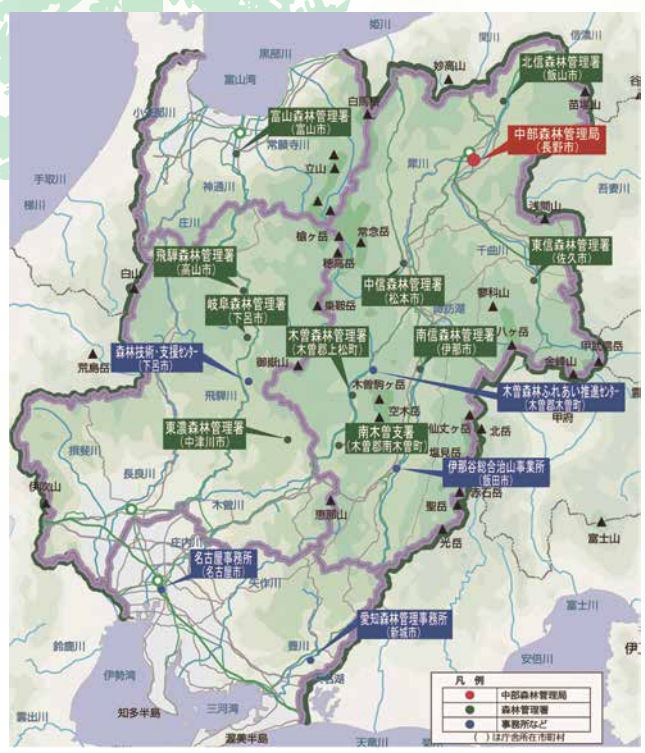 姫川
関川
信濃川
黒部川
富山湾
妙高山
北信森林管理署
(飯山市)
苗場山
白馬岳
小矢部川
富山森林管理署
(富山市)
常願寺川
中部森林管理局
(長野市)
犀川
立山
手取川
梯川
神通川
庄川
吾妻川
浅間山
槍ヶ岳
常念岳
千曲川
東信森林管理署
(佐久市)
飛騨森林管理署
(高山市)
穂高岳
中信森林管理署
(松本市)
白山
乗鞍岳
蓼科山
岐阜森林管理署
(下呂市)
諏訪湖
木曽森林管理署
(木曽郡上松町)
南信森林管理署
(伊那市)
八ヶ岳
甲武信岳
金峰山
荒島岳
森林技術・支援センター
(下呂市)
御嶽山
飛騨川
木曽駒ヶ岳
木曽森林ふれあい推進センター
(木曽郡木曽町)
空木岳
甲府
東濃森林管理署
(中津川市)
南木曽支署
(木曽郡南木曽町)
仙丈ヶ岳
北岳
塩見岳
揖斐川
長良川
伊那谷総合治山事業所
(飯田市)
伊吹山
木曽川
恵那山
赤石岳
聖岳
光岳
富士山
庄内川
名古屋事務所
(名古屋市)
矢作川
愛知森林管理事務所
(新城市)
富士川
鈴鹿川
豊川
安倍川
伊勢湾
三河湾
知多半島
渥美半島
雲出川
天竜川
凡 例
中部森林管理局
森林管理署
事務所など
( )は庁舎所在市町村